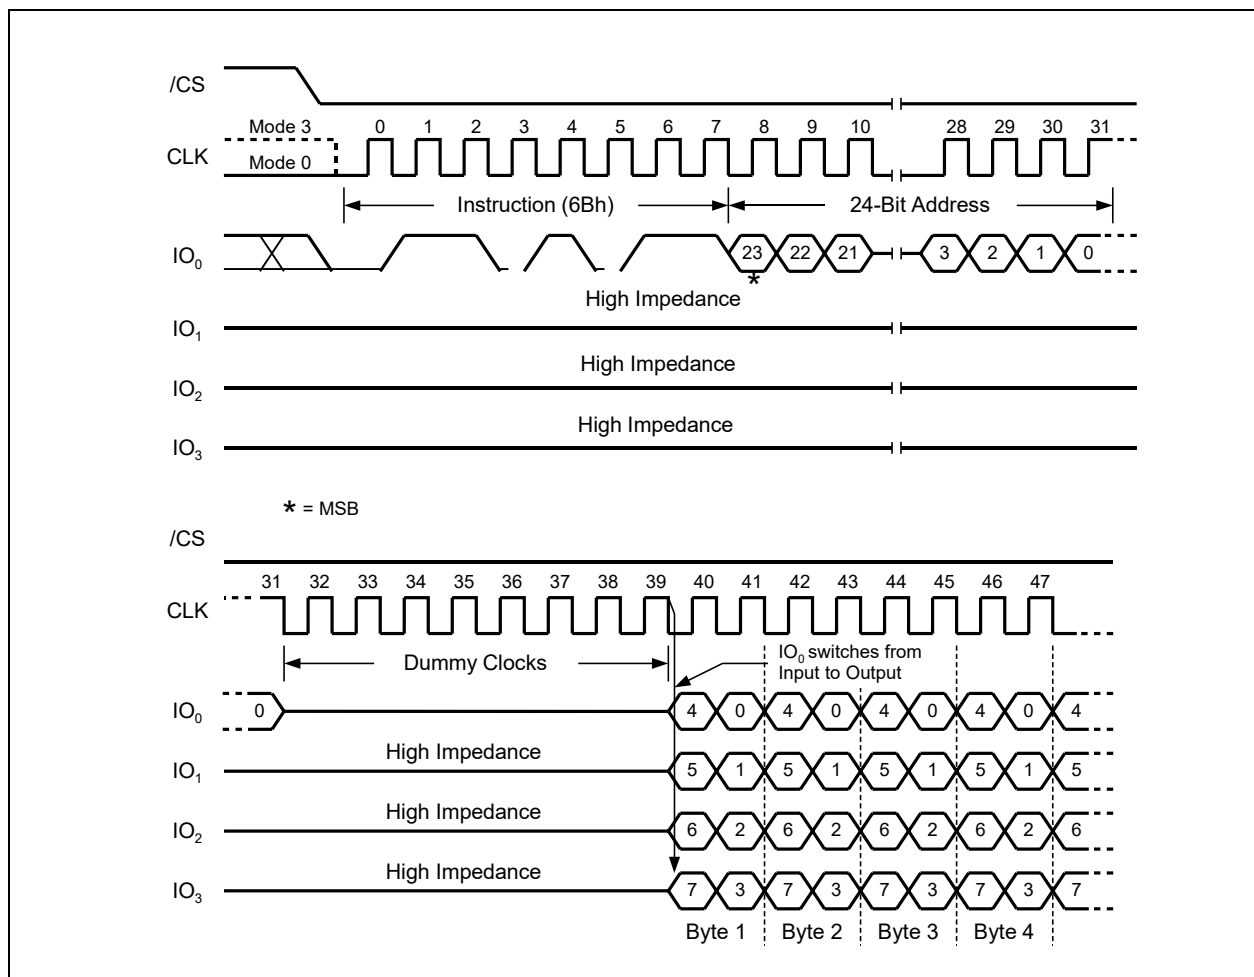 /CS
Mode 3 0 1 2 3 4 5 6 7 8 9 10 28 29 30 31
CLK
Mode 0
Instruction (6Bh) 24-Bit Address
IO0 23 22 21 3 2 1 0
*
High Impedance
IO1
High Impedance
IO2
High Impedance
IO3
* = MSB
/CS
31 32 33 34 35 36 37 38 39 40 41 42 43 44 45 46 47
CLK
IO0 switches from
Dummy Clocks Input to Output
IO0 0 4 0 4 0 4 0 4 0 4
High Impedance
IO1 5 1 5 1 5 1 5 1 5
High Impedance
IO2 6 2 6 2 6 2 6 2 6
High Impedance
IO3 7 3 7 3 7 3 7 3 7
Byte 1 Byte 2 Byte 3 Byte 4